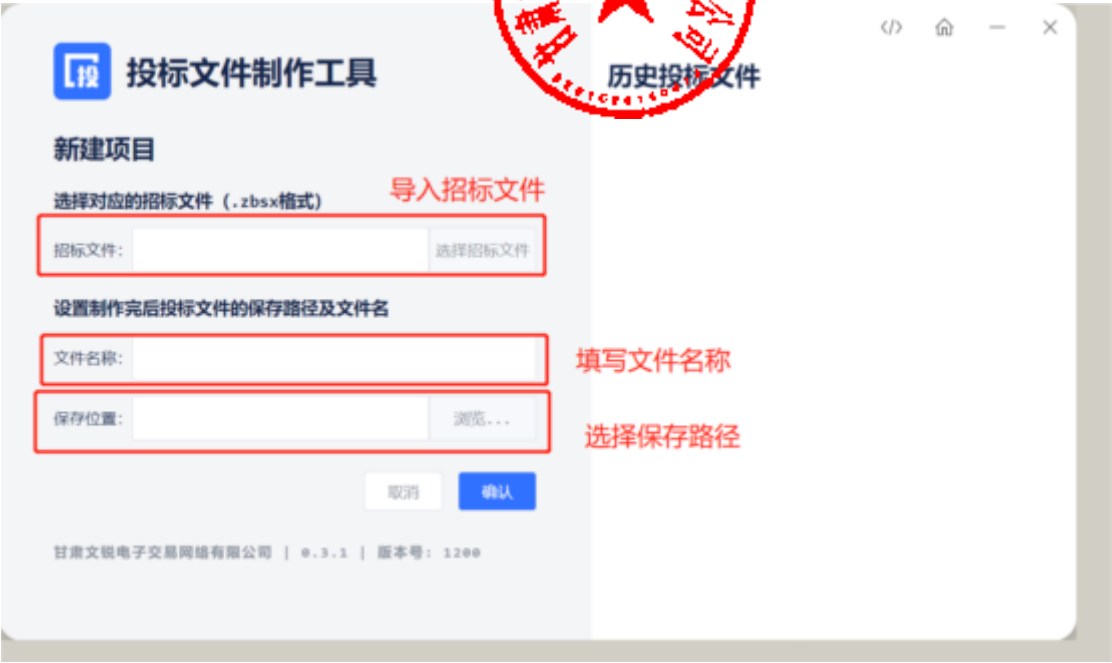 投
投标文件制作工具
历史投标文件
新建项目
选择对应的招标文件（.zbsx格式）
导入招标文件
招标文件：
选择招标文件
设置制作完后投标文件的保存路径及文件名
文件名称：
填写文件名称
保存位置：
浏览...
选择保存路径
取消
确认
甘肃文锐电子交易网络有限公司 | 0.3.1 | 版本号：1200